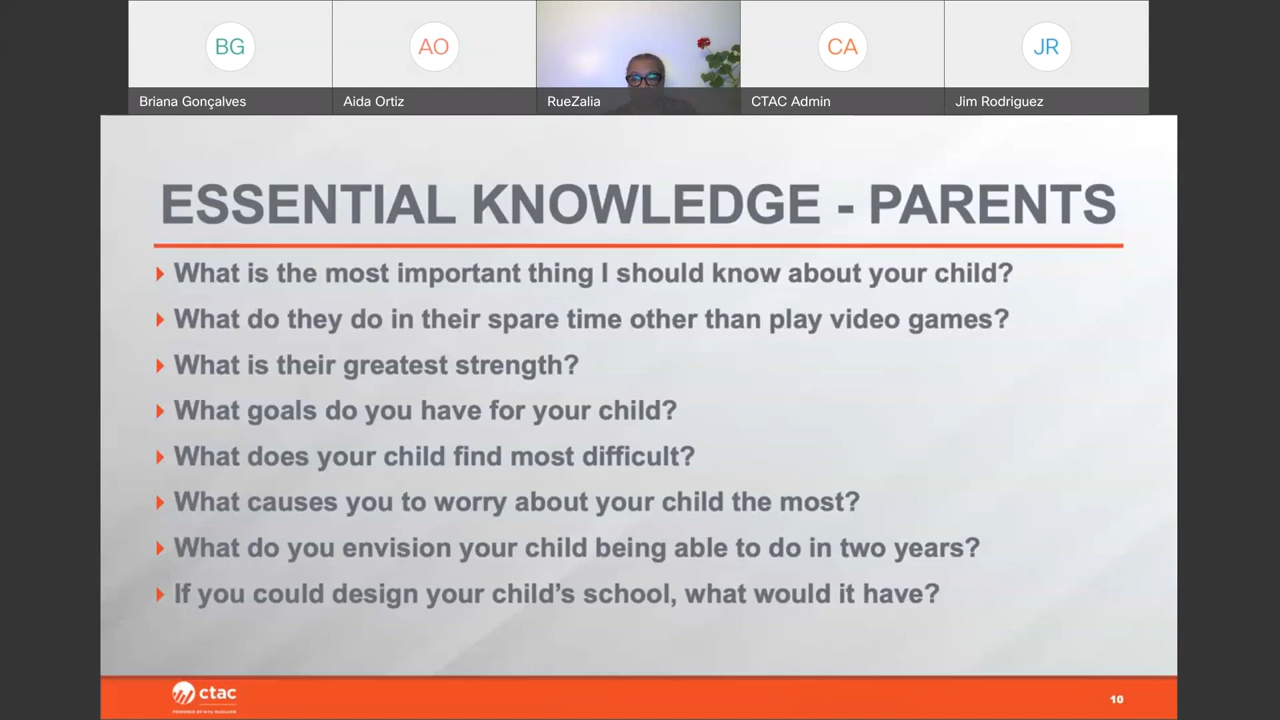 BG
AO
CA
JR
Briana Gonçalves
Aida Ortiz
RueZalia
CTAC Admin
Jim Rodriguez
ESSENTIAL KNOWLEDGE - PARENTS
What is the most important thing I should know about your child?
What do they do in their spare time other than play video games?
What is their greatest strength?
What goals do you have for your child?
What does your child find most difficult?
What causes you to worry about your child the most?
What do you envision your child being able to do in two years?
If you could design your child’s school, what would it have?
ctac
POWERED BY NYU MCSILVER
10